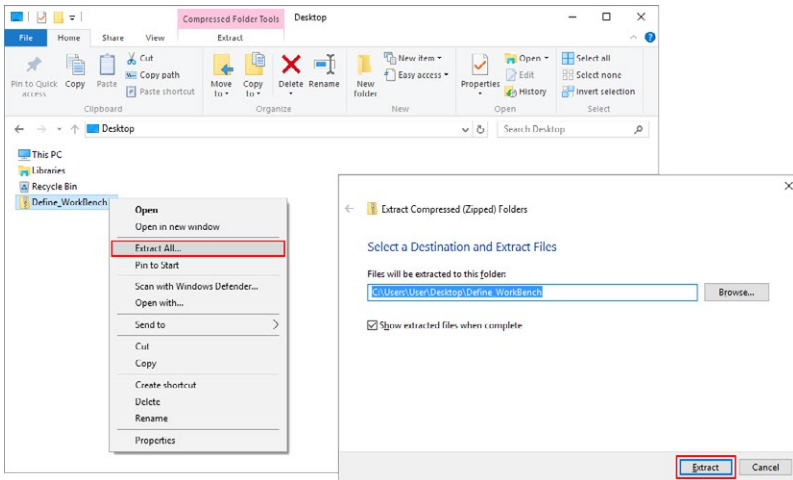 Compressed Folder Tools Desktop
File Home Share View Extract
Pin to Quick access
Copy
Paste
Cut
Copy path
Paste shortcut
Clipboard
Move to
Copy to
Delete
Rename
Organize
New folder
New item
Easy access
New
Properties
Open
Edit
History
Open
Select all
Select none
Invert selection
Select
Desktop
Search Desktop
This PC
Libraries
Recycle Bin
Define_WorkBench
Open
Open in new window
Extract All...
Pin to Start
Scan with Windows Defender...
Open with...
Send to
Cut
Copy
Create shortcut
Delete
Rename
Properties
Extract Compressed (Zipped) Folders
Select a Destination and Extract Files
Files will be extracted to this folder:
C:\Users\User\Desktop\Define_WorkBench
Browse...
Show extracted files when complete
Extract
Cancel